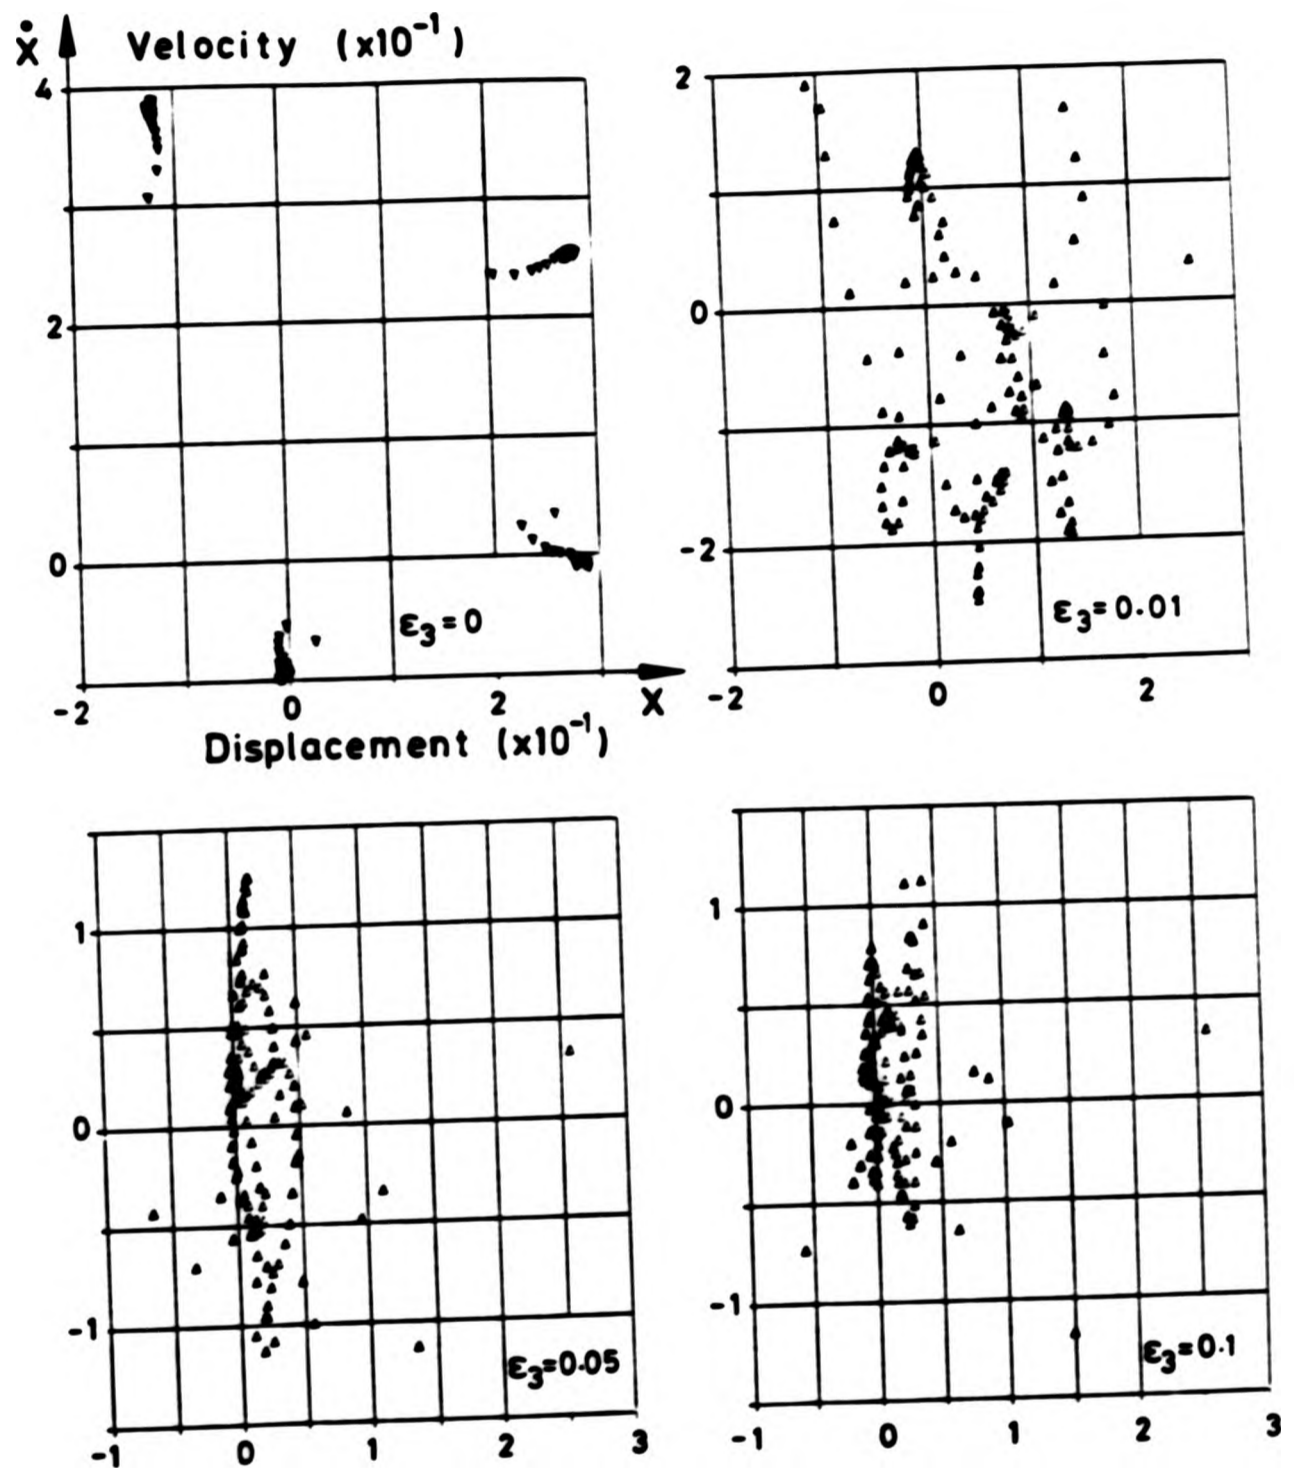 Ẋ Velocity (x10⁻¹)
4
2
0
ε₃=0
-2 0 2 X
Displacement (x10⁻¹)
2
0
-2
ε₃=0.01
-2 0 2
1
0
-1
ε₃=0.05
-1 0 1 2 3
1
0
-1
ε₃=0.1
-1 0 1 2 3